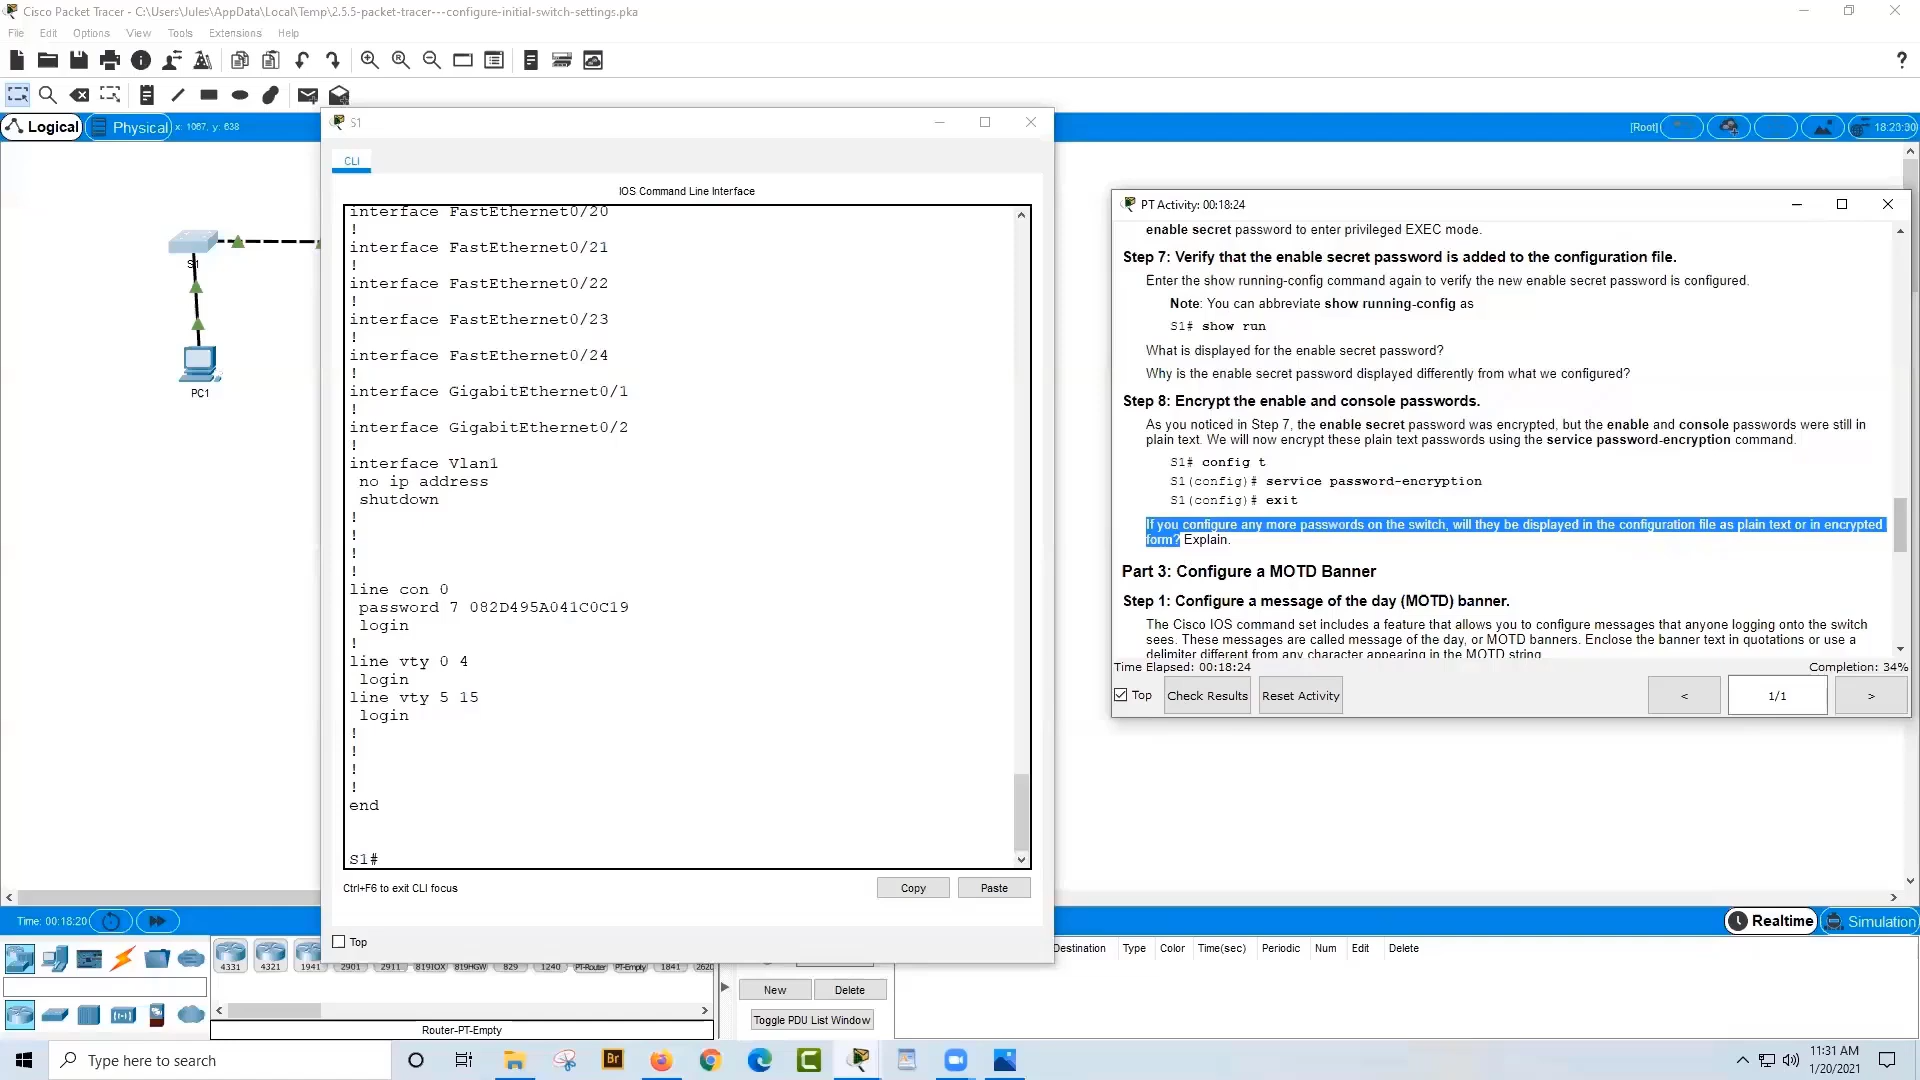 Cisco Packet Tracer - C:\Users\Jules\AppData\Local\Temp\2.5.5-packet-tracer---configure-initial-switch-settings.pka
File Edit Options View Tools Extensions Help
Logical Physical x: 1067, y: 638
[Root] 18:20:30
S1
CLI
IOS Command Line Interface
interface FastEthernet0/20
!
interface FastEthernet0/21
!
interface FastEthernet0/22
!
interface FastEthernet0/23
!
interface FastEthernet0/24
!
interface GigabitEthernet0/1
!
interface GigabitEthernet0/2
!
interface Vlan1
no ip address
shutdown
!
!
!
!
line con 0
password 7 082D495A041C0C19
login
!
line vty 0 4
login
line vty 5 15
login
!
!
!
!
end
S1#
Ctrl+F6 to exit CLI focus
Copy Paste
Top
S1
PC1
PT Activity: 00:18:24
enable secret password to enter privileged EXEC mode.
Step 7: Verify that the enable secret password is added to the configuration file.
Enter the show running-config command again to verify the new enable secret password is configured.
Note: You can abbreviate show running-config as
S1# show run
What is displayed for the enable secret password?
Why is the enable secret password displayed differently from what we configured?
Step 8: Encrypt the enable and console passwords.
As you noticed in Step 7, the enable secret password was encrypted, but the enable and console passwords were still in
plain text. We will now encrypt these plain text passwords using the service password-encryption command.
S1# config t
S1(config)# service password-encryption
S1(config)# exit
If you configure any more passwords on the switch, will they be displayed in the configuration file as plain text or in encrypted
form? Explain.
Part 3: Configure a MOTD Banner
Step 1: Configure a message of the day (MOTD) banner.
The Cisco IOS command set includes a feature that allows you to configure messages that anyone logging onto the switch
sees. These messages are called message of the day, or MOTD banners. Enclose the banner text in quotations or use a
delimiter different from any character appearing in the MOTD string
Time Elapsed: 00:18:24 Completion: 34%
Top Check Results Reset Activity < 1/1 >
Time: 00:18:20
Realtime Simulation
4331 4321 1941 2901 2911 819IOX 819HGW 829 1240 PT-Router PT-Empty 1841 2620
Router-PT-Empty
New Delete
Toggle PDU List Window
Destination Type Color Time(sec) Periodic Num Edit Delete
Type here to search
Br
11:31 AM
1/20/2021